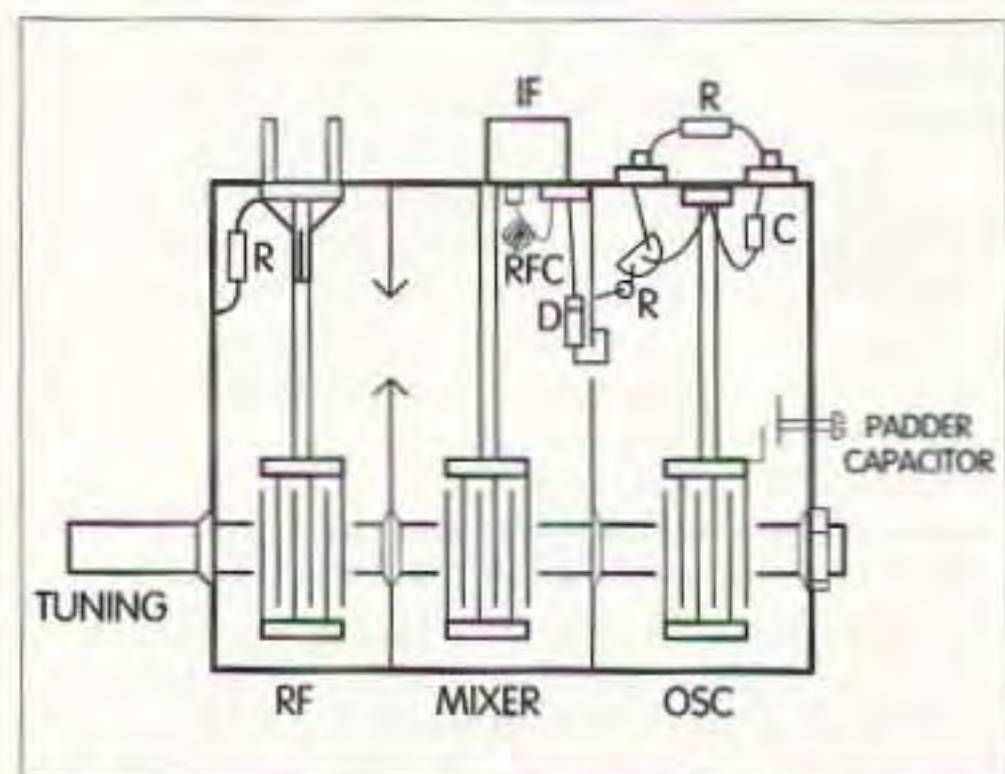 IF
R
R
C
RFC
D
R
PADDER
CAPACITOR
TUNING
RF
MIXER
OSC